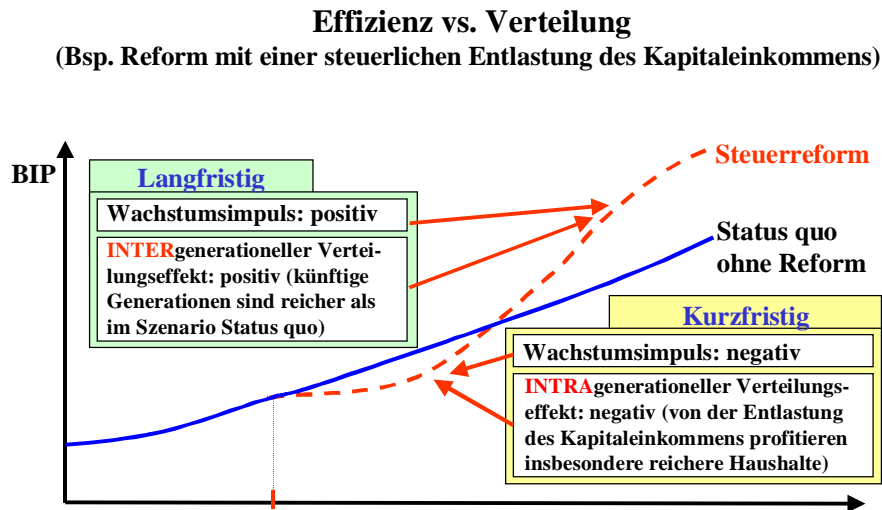 Effizienz vs. Verteilung
(Bsp. Reform mit einer steuerlichen Entlastung des Kapitaleinkommens)
BIP
Langfristig
Wachstumsimpuls: positiv
INTERgenerationeller Vertei-
lungseffekt: positiv (künftige
Generationen sind reicher als
im Szenario Status quo)
Steuerreform
Status quo
ohne Reform
Kurzfristig
Wachstumsimpuls: negativ
INTRAgenerationeller Verteilungs-
effekt: negativ (von der Entlastung
des Kapitaleinkommens profitieren
insbesondere reichere Haushalte)